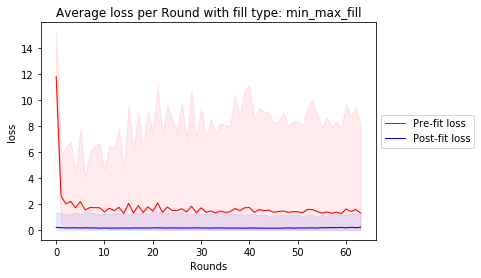 Average loss per Round with fill type: min_max_fill
14
12
10
8
6
4
2
0
loss
0 10 20 30 40 50 60
Rounds
Pre-fit loss
Post-fit loss